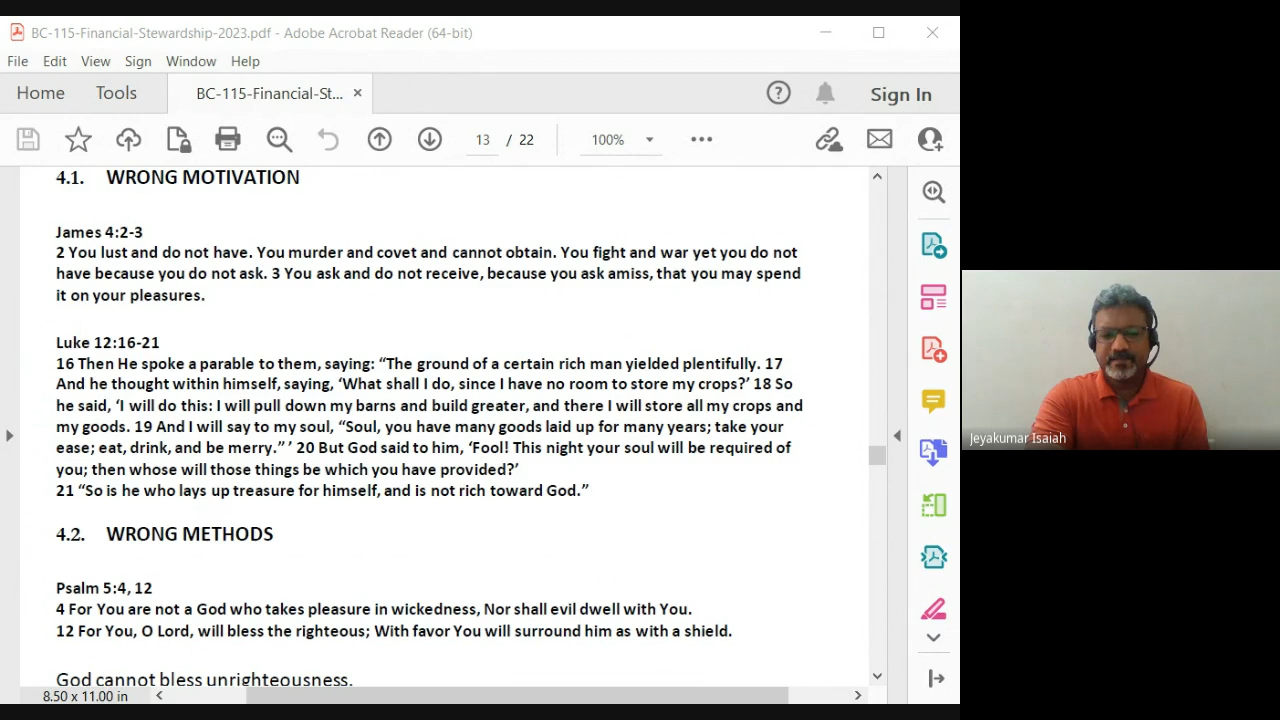 BC-115-Financial-Stewardship-2023.pdf - Adobe Acrobat Reader (64-bit)
File Edit View Sign Window Help
Home Tools BC-115-Financial-St... × Sign In
13 / 22 100%
4.1. WRONG MOTIVATION
James 4:2-3
2 You lust and do not have. You murder and covet and cannot obtain. You fight and war yet you do not
have because you do not ask. 3 You ask and do not receive, because you ask amiss, that you may spend
it on your pleasures.
Luke 12:16-21
16 Then He spoke a parable to them, saying: “The ground of a certain rich man yielded plentifully. 17
And he thought within himself, saying, ‘What shall I do, since I have no room to store my crops?’ 18 So
he said, ‘I will do this: I will pull down my barns and build greater, and there I will store all my crops and
my goods. 19 And I will say to my soul, “Soul, you have many goods laid up for many years; take your
ease; eat, drink, and be merry.” ’ 20 But God said to him, ‘Fool! This night your soul will be required of
you; then whose will those things be which you have provided?’
21 “So is he who lays up treasure for himself, and is not rich toward God.”
4.2. WRONG METHODS
Psalm 5:4, 12
4 For You are not a God who takes pleasure in wickedness, Nor shall evil dwell with You.
12 For You, O Lord, will bless the righteous; With favor You will surround him as with a shield.
God cannot bless unrighteousness.
8.50 x 11.00 in
Jeyakumar Isaiah